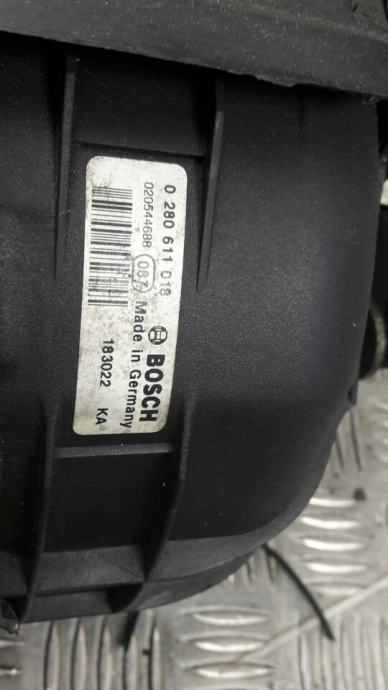 0 280 611 018
020544688 087
BOSCH
Made in Germany
183022 KA